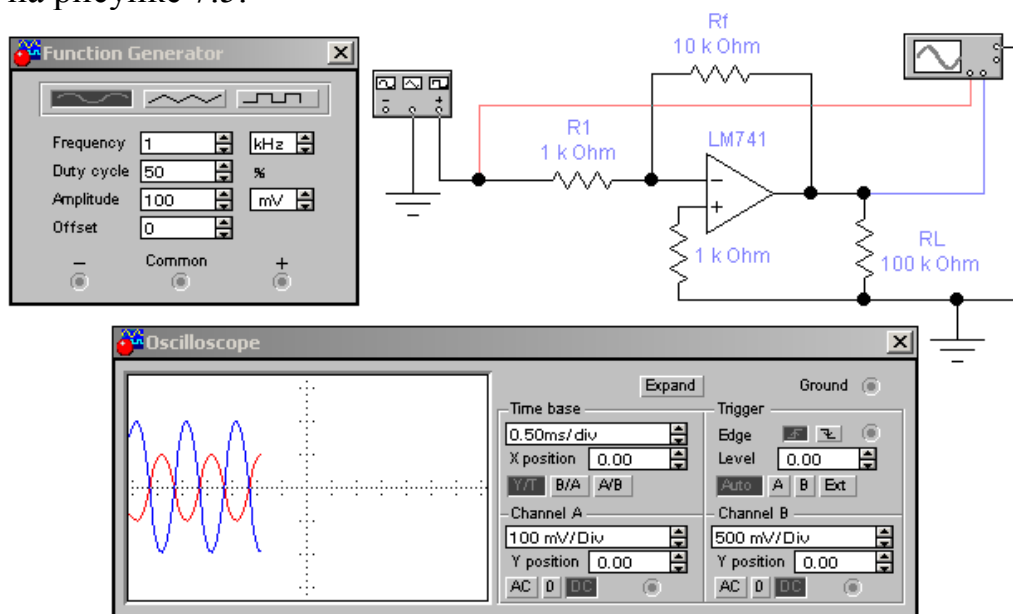 на рисунке 7.5.
Function Generator
Frequency 1 kHz
Duty cycle 50 %
Amplitude 100 mV
Offset 0
− Common +
Rf
10 k Ohm
R1
1 k Ohm
LM741
1 k Ohm
RL
100 k Ohm
Oscilloscope
Expand
Ground
Time base
0.50ms/div
X position 0.00
Y/T B/A A/B
Trigger
Edge
Level 0.00
Auto A B Ext
Channel A
100 mV/Div
Y position 0.00
AC 0 DC
Channel B
500 mV/Div
Y position 0.00
AC 0 DC